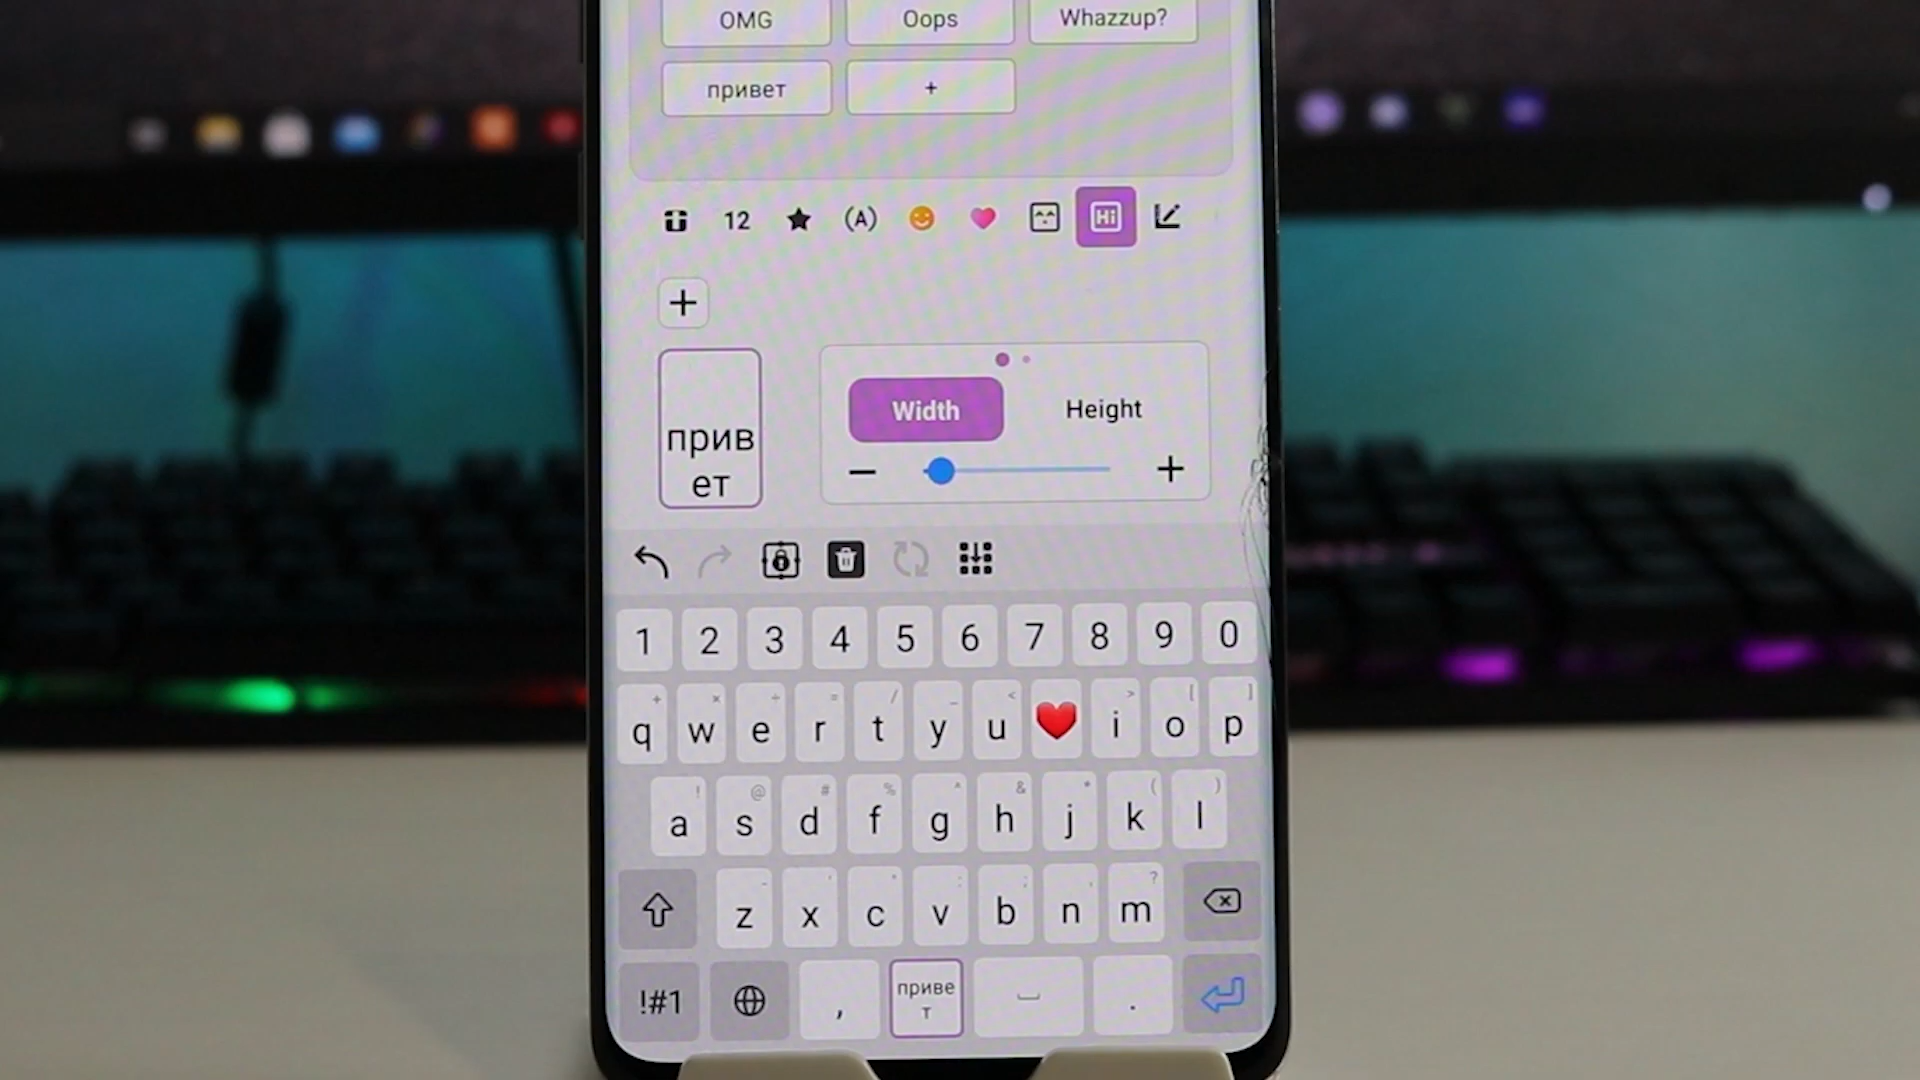 OMG Oops Whazzup?
привет +
12 (A) Hi
+
Width Height
прив
ет
− +
1 2 3 4 5 6 7 8 9 0
+ × ÷ = / _ < > [ ]
q w e r t y u i o p
! @ # % ^ & * ( )
a s d f g h j k l
- ' " : ; , ?
z x c v b n m
!#1 , приве
т .